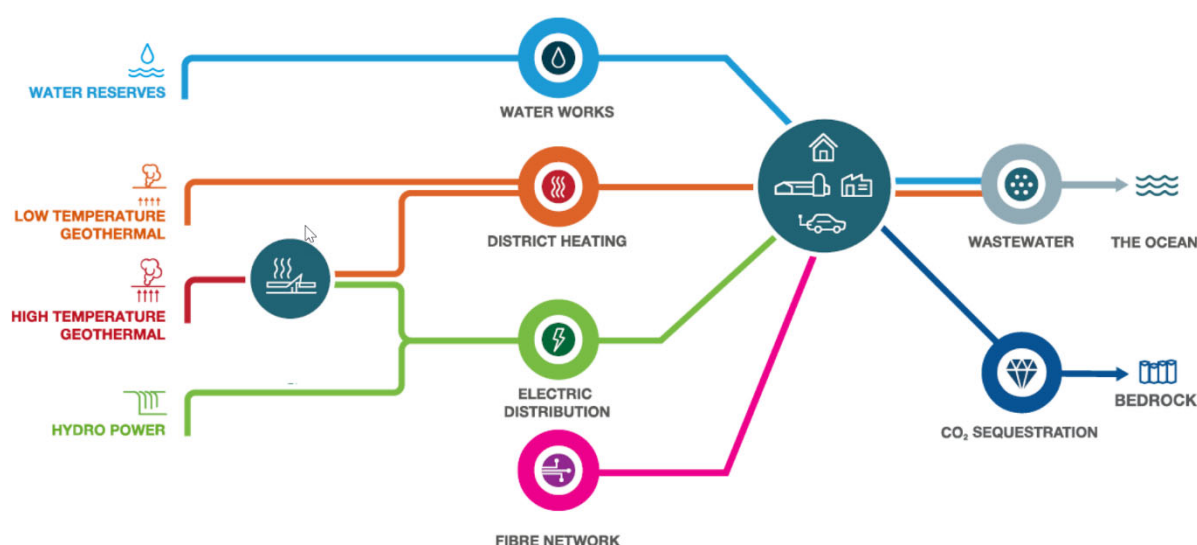 WATER RESERVES
WATER WORKS
LOW TEMPERATURE
GEOTHERMAL
DISTRICT HEATING
WASTEWATER
THE OCEAN
HIGH TEMPERATURE
GEOTHERMAL
ELECTRIC
DISTRIBUTION
BEDROCK
HYDRO POWER
CO₂ SEQUESTRATION
FIBRE NETWORK